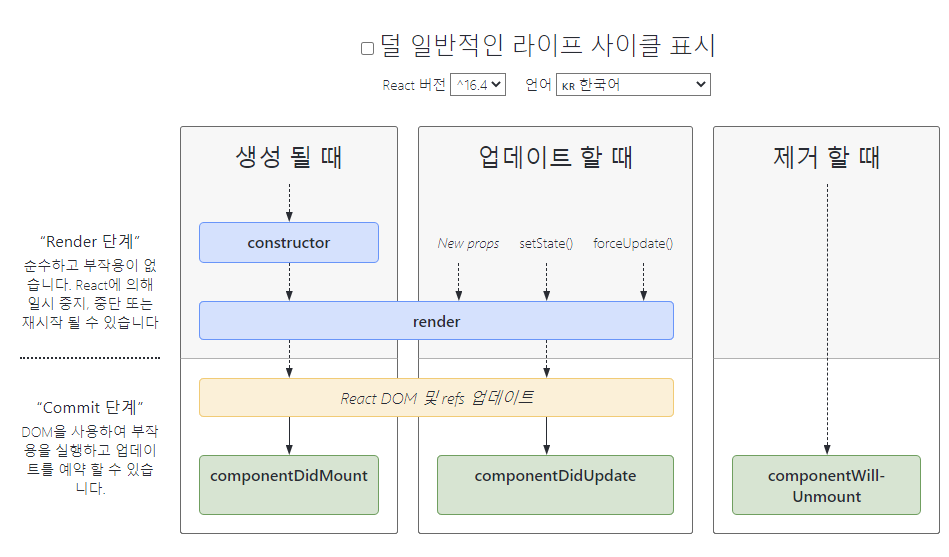 덜 일반적인 라이프 사이클 표시
React 버전 ^16.4 언어 KR 한국어
생성 될 때
업데이트 할 때
제거 할 때
“Render 단계”
순수하고 부작용이 없
습니다. React에 의해
일시 중지, 중단 또는
재시작 될 수 있습니다
constructor
New props setState() forceUpdate()
render
“Commit 단계”
DOM을 사용하여 부작
용을 실행하고 업데이
트를 예약 할 수 있습
니다.
React DOM 및 refs 업데이트
componentDidMount
componentDidUpdate
componentWill-
Unmount